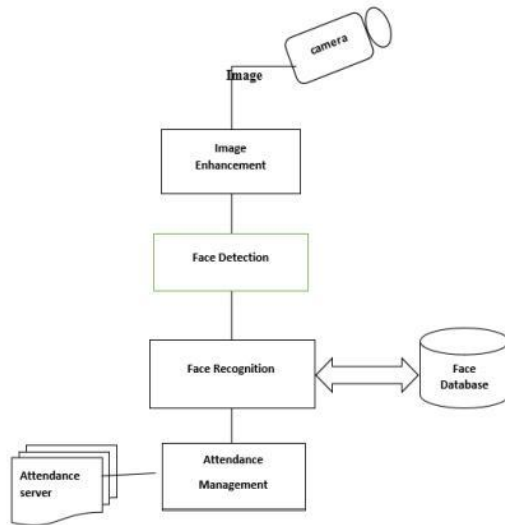 camera
Image
Image
Enhancement
Face Detection
Face Recognition
Face
Database
Attendance
Management
Attendance
server